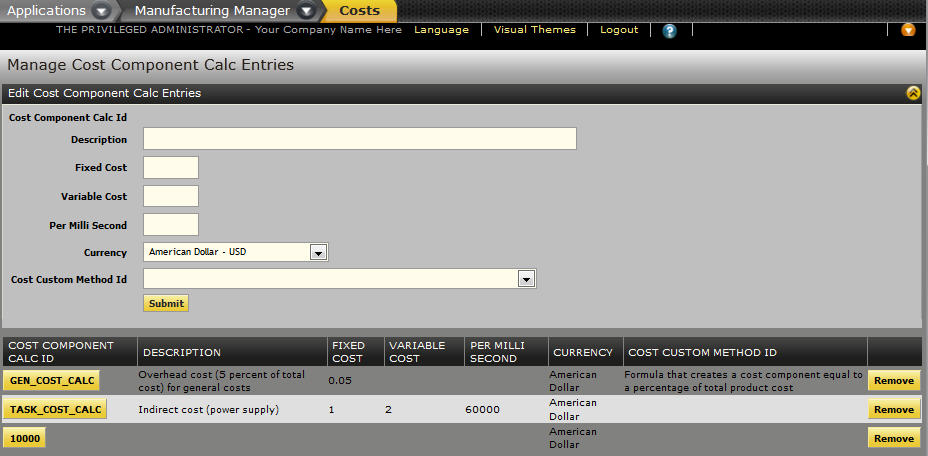 Applications Manufacturing Manager Costs
THE PRIVILEGED ADMINISTRATOR - Your Company Name Here Language Visual Themes Logout ?
Manage Cost Component Calc Entries
Edit Cost Component Calc Entries
Cost Component Calc Id
Description
Fixed Cost
Variable Cost
Per Milli Second
Currency American Dollar - USD
Cost Custom Method Id
Submit
COST COMPONENT CALC ID DESCRIPTION FIXED COST VARIABLE COST PER MILLI SECOND CURRENCY COST CUSTOM METHOD ID
GEN_COST_CALC Overhead cost (5 percent of total cost) for general costs 0.05 American Dollar Formula that creates a cost component equal to a percentage of total product cost Remove
TASK_COST_CALC Indirect cost (power supply) 1 2 60000 American Dollar Remove
10000 American Dollar Remove